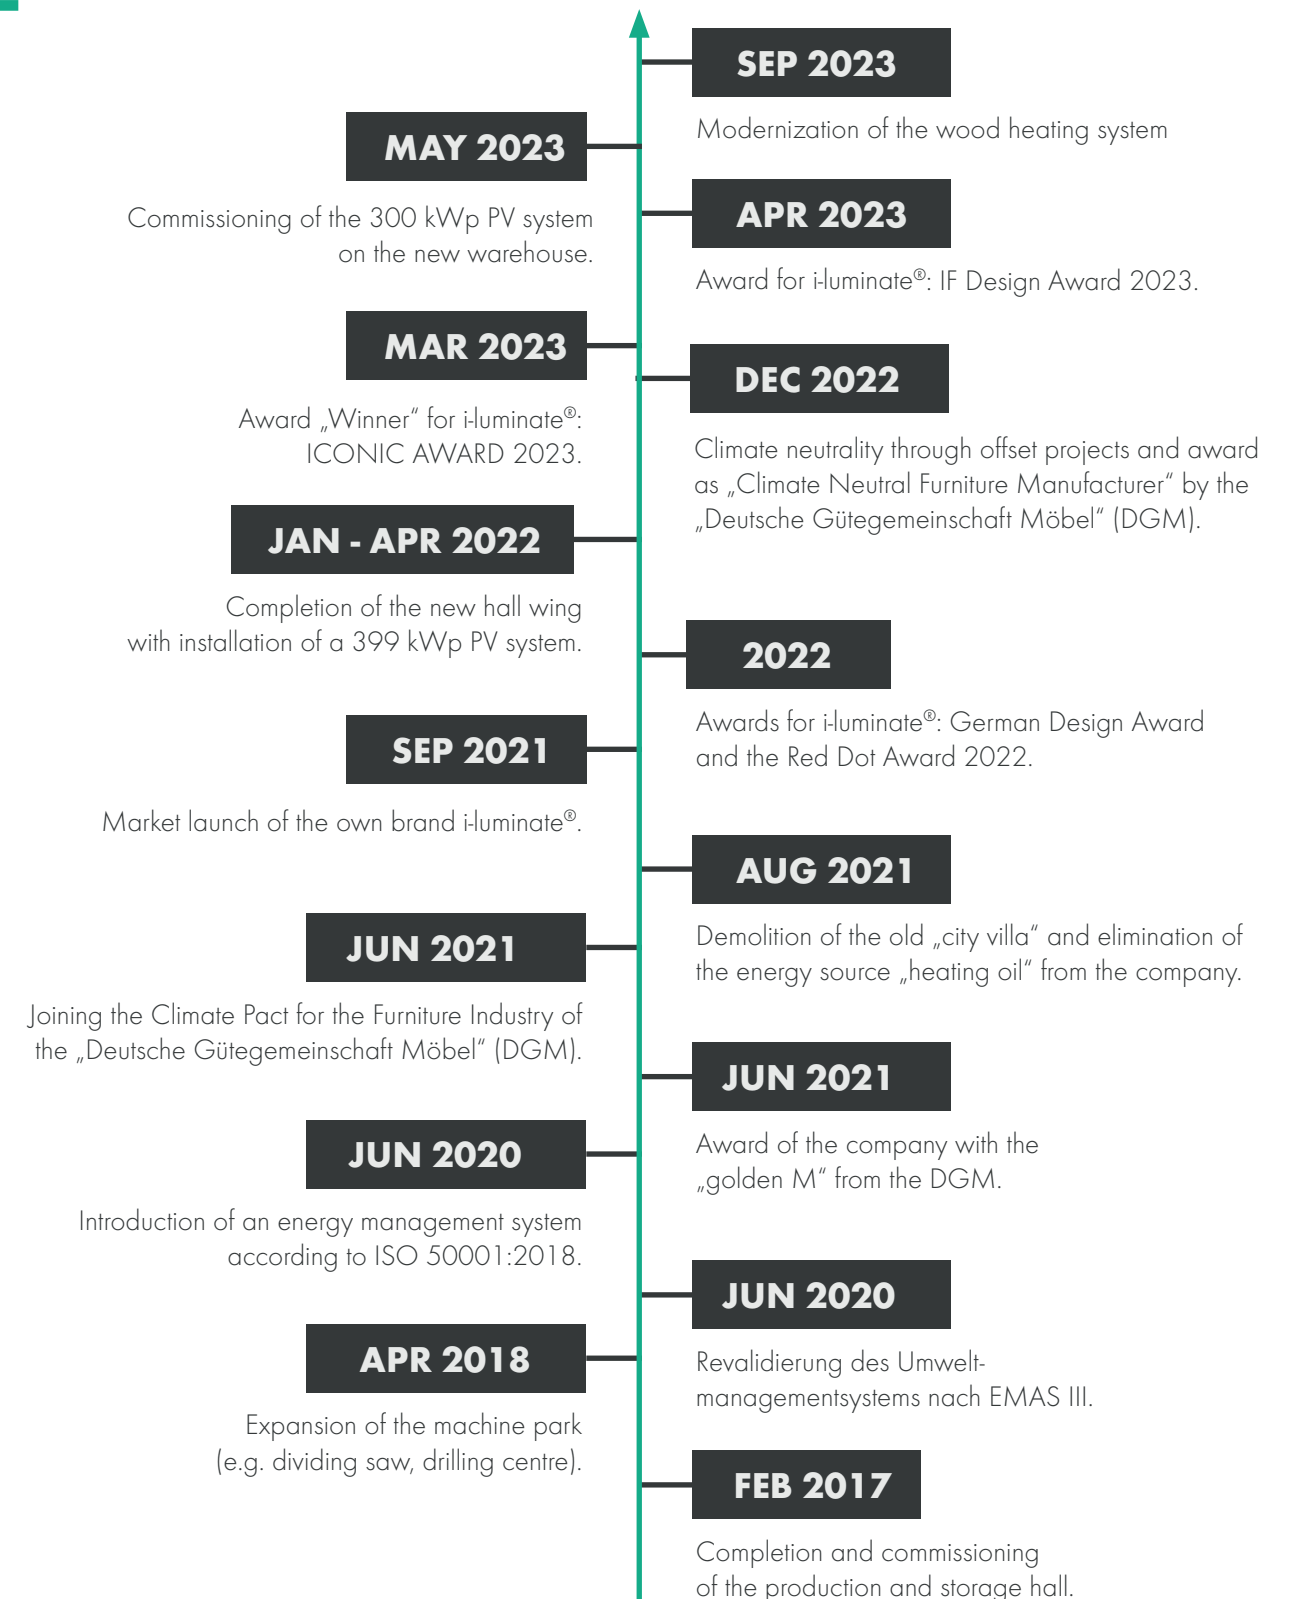 SEP 2023
Modernization of the wood heating system
MAY 2023
Commissioning of the 300 kWp PV system
on the new warehouse.
APR 2023
Award for i-luminate®: IF Design Award 2023.
MAR 2023
Award „Winner“ for i-luminate®:
ICONIC AWARD 2023.
DEC 2022
Climate neutrality through offset projects and award
as „Climate Neutral Furniture Manufacturer“ by the
„Deutsche Gütegemeinschaft Möbel“ (DGM).
JAN - APR 2022
Completion of the new hall wing
with installation of a 399 kWp PV system.
2022
Awards for i-luminate®: German Design Award
and the Red Dot Award 2022.
SEP 2021
Market launch of the own brand i-luminate®.
AUG 2021
Demolition of the old „city villa“ and elimination of
the energy source „heating oil“ from the company.
JUN 2021
Joining the Climate Pact for the Furniture Industry of
the „Deutsche Gütegemeinschaft Möbel“ (DGM).
JUN 2021
Award of the company with the
„golden M“ from the DGM.
JUN 2020
Introduction of an energy management system
according to ISO 50001:2018.
JUN 2020
Revalidierung des Umwelt-
managementsystems nach EMAS III.
APR 2018
Expansion of the machine park
(e.g. dividing saw, drilling centre).
FEB 2017
Completion and commissioning
of the production and storage hall.